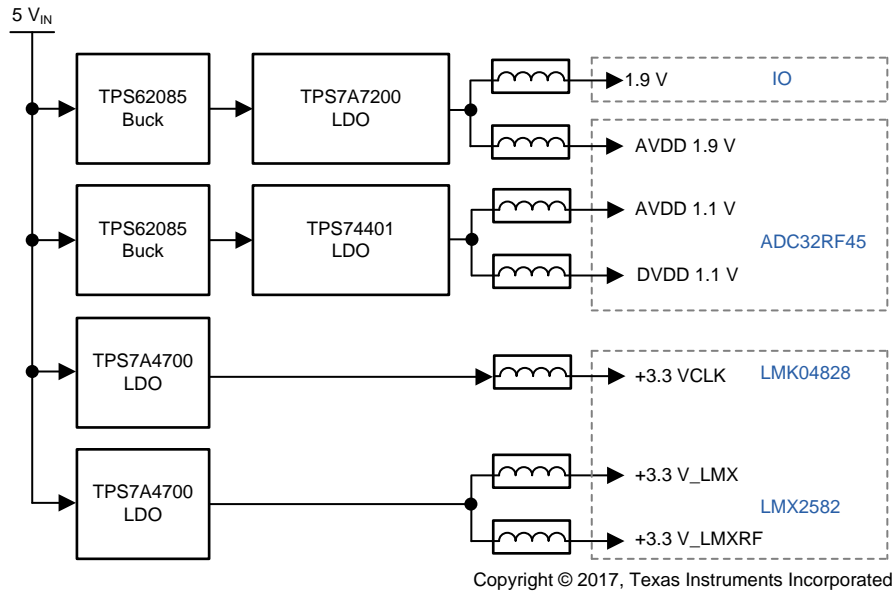 5 VIN
TPS62085
Buck
TPS7A7200
LDO
1.9 V
IO
AVDD 1.9 V
TPS62085
Buck
TPS74401
LDO
AVDD 1.1 V
ADC32RF45
DVDD 1.1 V
TPS7A4700
LDO
+3.3 VCLK
LMK04828
TPS7A4700
LDO
+3.3 V_LMX
LMX2582
+3.3 V_LMXRF
Copyright © 2017, Texas Instruments Incorporated